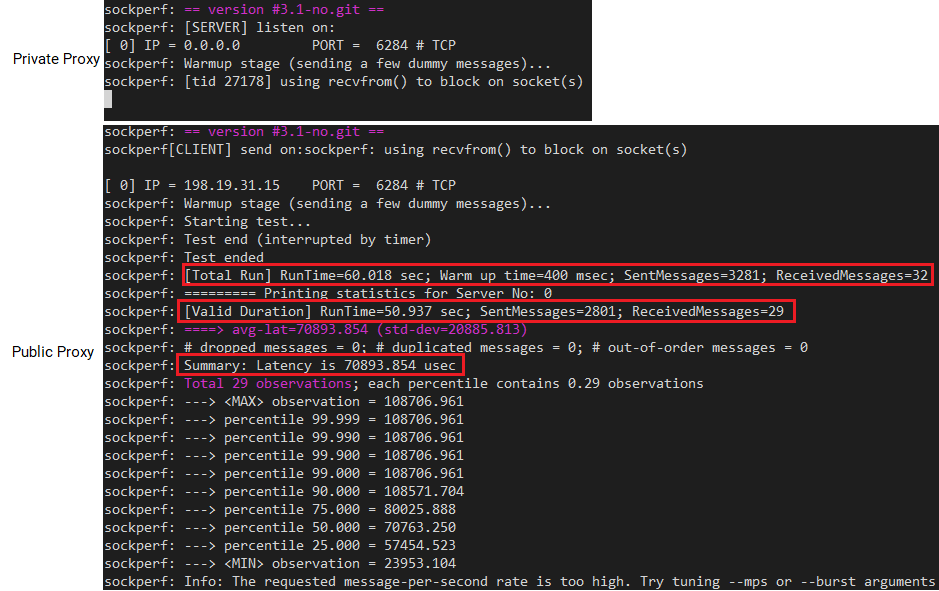 Private Proxy
sockperf: == version #3.1-no.git ==
sockperf: [SERVER] listen on:
[ 0] IP = 0.0.0.0         PORT =  6284 # TCP
sockperf: Warmup stage (sending a few dummy messages)...
sockperf: [tid 27178] using recvfrom() to block on socket(s)
Public Proxy
sockperf: == version #3.1-no.git ==
sockperf[CLIENT] send on:sockperf: using recvfrom() to block on socket(s)
[ 0] IP = 198.19.31.15    PORT =  6284 # TCP
sockperf: Warmup stage (sending a few dummy messages)...
sockperf: Starting test...
sockperf: Test end (interrupted by timer)
sockperf: Test ended
sockperf: [Total Run] RunTime=60.018 sec; Warm up time=400 msec; SentMessages=3281; ReceivedMessages=32
sockperf: ========= Printing statistics for Server No: 0
sockperf: [Valid Duration] RunTime=50.937 sec; SentMessages=2801; ReceivedMessages=29
sockperf: ====> avg-lat=70893.854 (std-dev=20885.813)
sockperf: # dropped messages = 0; # duplicated messages = 0; # out-of-order messages = 0
sockperf: Summary: Latency is 70893.854 usec
sockperf: Total 29 observations; each percentile contains 0.29 observations
sockperf: ---> <MAX> observation = 108706.961
sockperf: ---> percentile 99.999 = 108706.961
sockperf: ---> percentile 99.990 = 108706.961
sockperf: ---> percentile 99.900 = 108706.961
sockperf: ---> percentile 99.000 = 108706.961
sockperf: ---> percentile 90.000 = 108571.704
sockperf: ---> percentile 75.000 = 80025.888
sockperf: ---> percentile 50.000 = 70763.250
sockperf: ---> percentile 25.000 = 57454.523
sockperf: ---> <MIN> observation = 23953.104
sockperf: Info: The requested message-per-second rate is too high. Try tuning --mps or --burst arguments